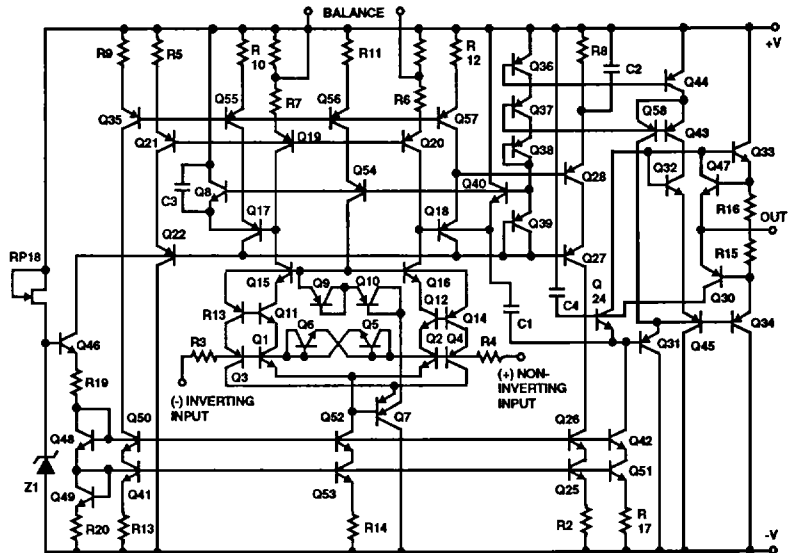 BALANCE
+V
R9
R5
R
10
R11
R
12
R8
R7
R6
Q36
C2
Q44
Q37
Q58
Q35
Q55
Q56
Q57
Q38
Q43
Q21
Q19
Q20
Q32
Q47
Q33
Q54
Q28
C3
Q8
Q40
R16
OUT
Q17
Q18
Q39
R15
Q22
Q27
RP18
Q15
Q9
Q10
Q16
Q
24
Q30
R13
Q11
Q12
Q14
C1
C4
Q46
Q1
Q6
Q5
Q2
Q4
R3
R4
Q3
Q31
Q45
Q34
R19
(-) INVERTING
INPUT
(+) NON-
INVERTING
INPUT
Q7
Q50
Q52
Q26
Q48
Q42
Z1
Q49
Q41
Q53
Q25
Q51
R20
R13
R14
R2
R
17
-V